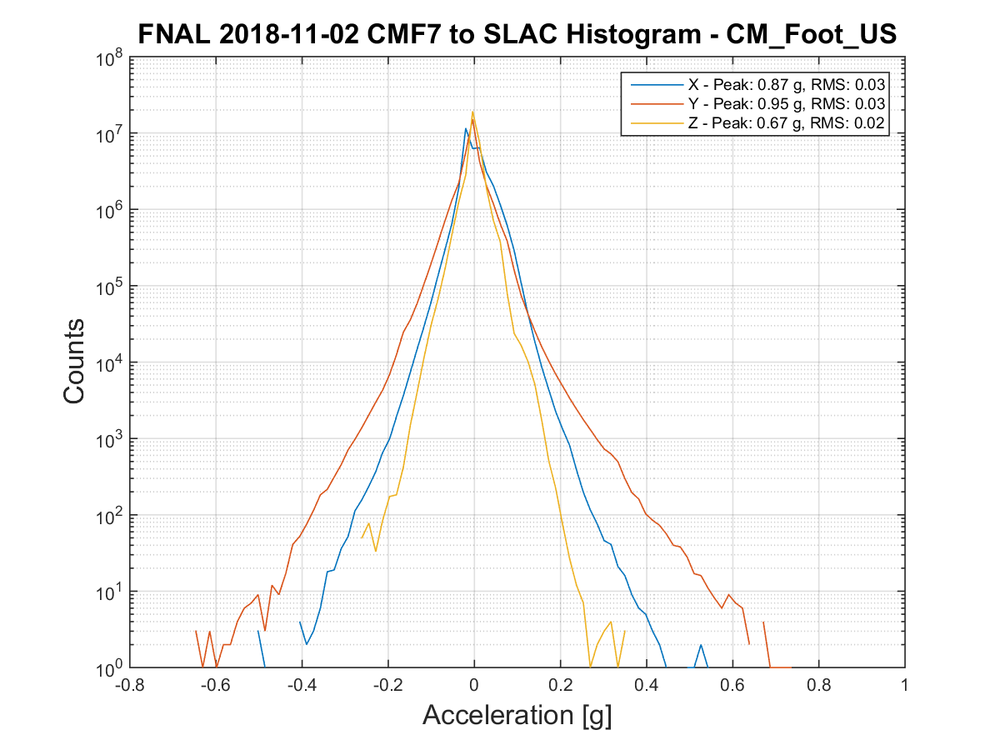 FNAL 2018-11-02 CMF7 to SLAC Histogram - CM_Foot_US
X - Peak: 0.87 g, RMS: 0.03
Y - Peak: 0.95 g, RMS: 0.03
Z - Peak: 0.67 g, RMS: 0.02
10^8
10^7
10^6
10^5
10^4
10^3
10^2
10^1
10^0
Counts
-0.8 -0.6 -0.4 -0.2 0 0.2 0.4 0.6 0.8 1
Acceleration [g]